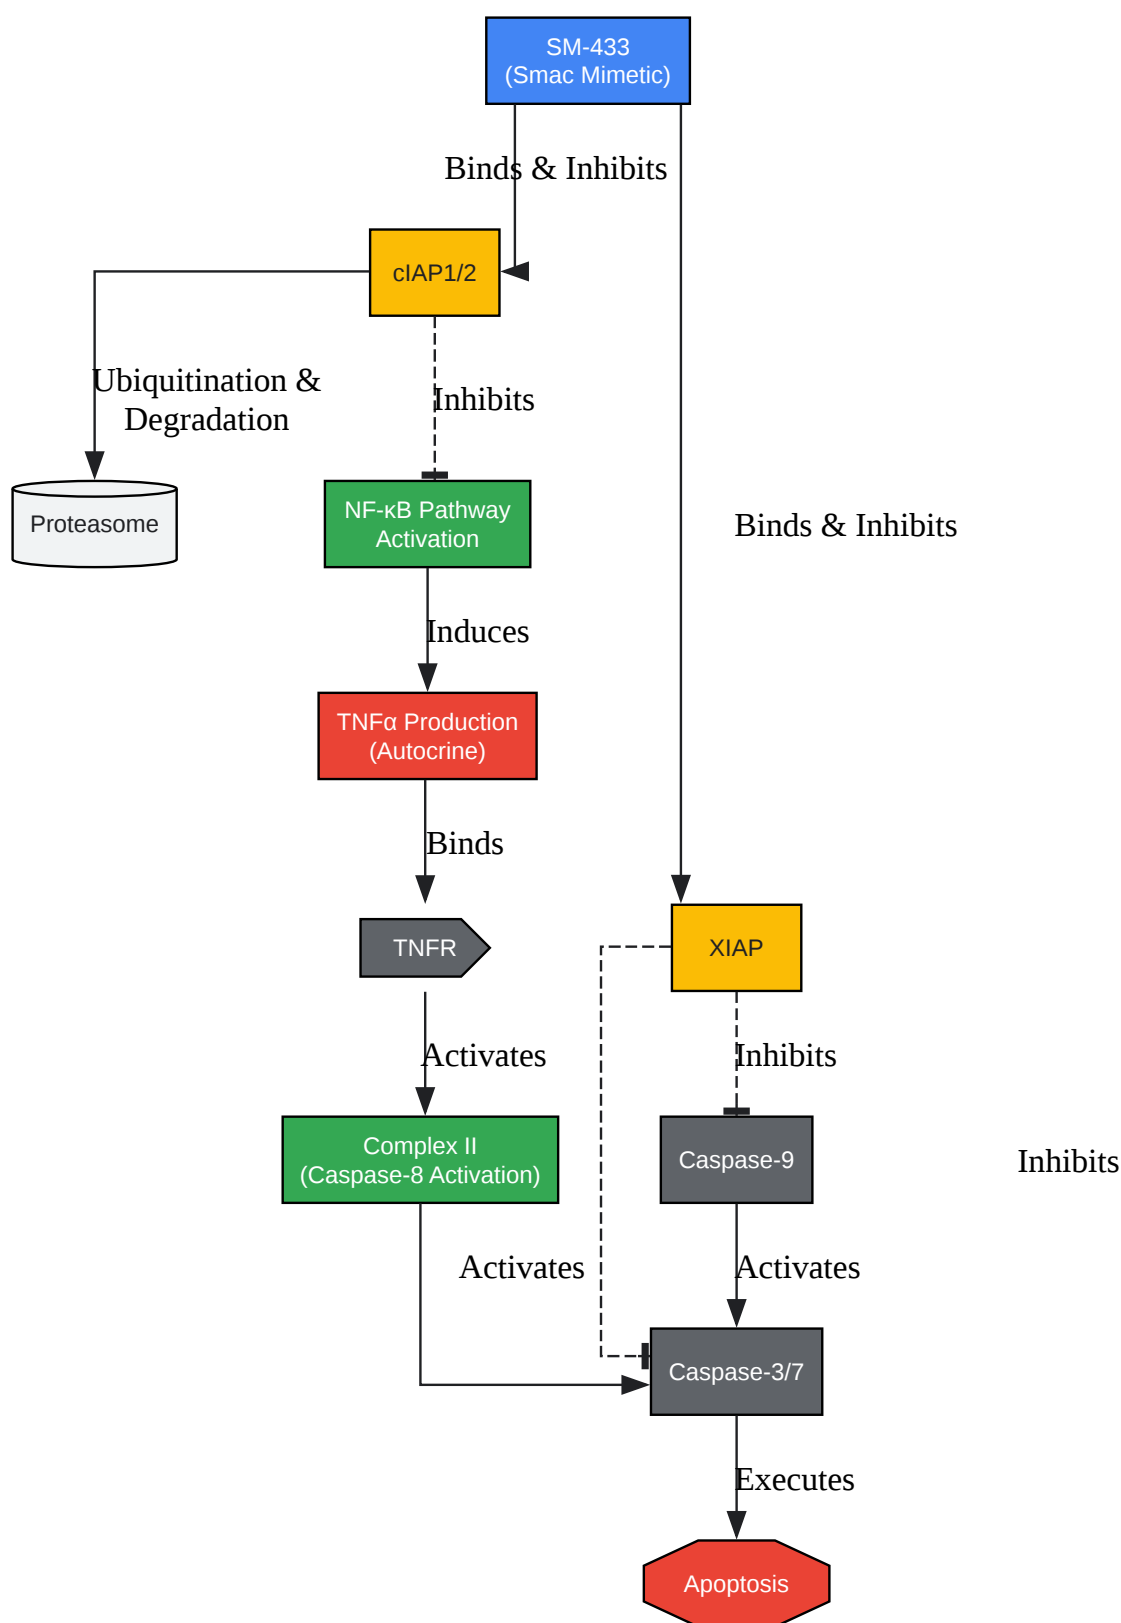 SM-433
(Smac Mimetic)
Binds & Inhibits
cIAP1/2
Ubiquitination &
Degradation
Inhibits
Proteasome
NF-κB Pathway
Activation
Binds & Inhibits
Induces
TNFα Production
(Autocrine)
Binds
TNFR
XIAP
Activates
Inhibits
Complex II
(Caspase-8 Activation)
Caspase-9
Inhibits
Activates
Activates
Caspase-3/7
Executes
Apoptosis